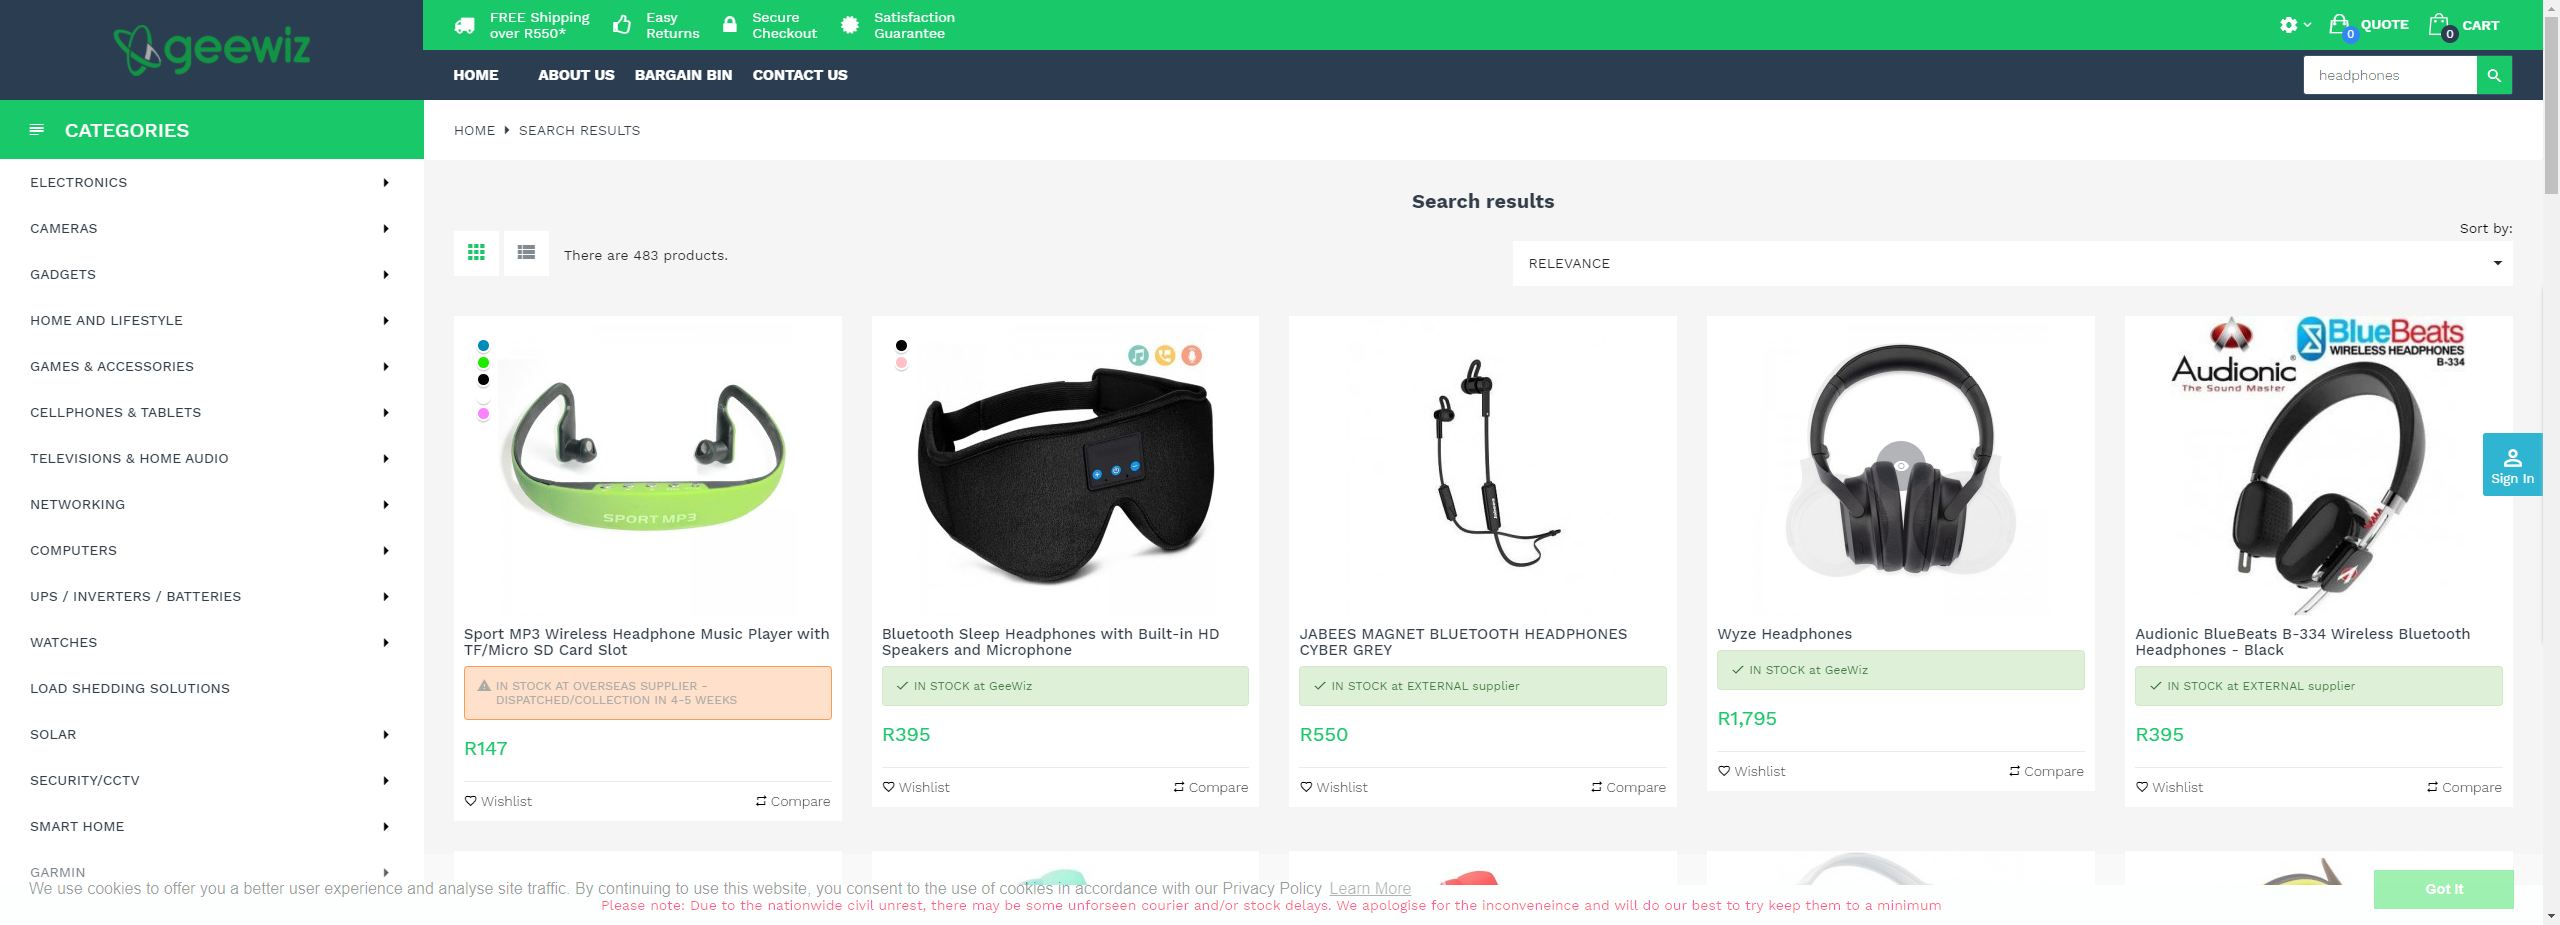 geewiz
FREE Shipping
over R550*
Easy
Returns
Secure
Checkout
Satisfaction
Guarantee
0
QUOTE
0
CART
HOME
ABOUT US
BARGAIN BIN
CONTACT US
headphones
CATEGORIES
HOME
SEARCH RESULTS
ELECTRONICS
CAMERAS
GADGETS
HOME AND LIFESTYLE
GAMES & ACCESSORIES
CELLPHONES & TABLETS
TELEVISIONS & HOME AUDIO
NETWORKING
COMPUTERS
UPS / INVERTERS / BATTERIES
WATCHES
LOAD SHEDDING SOLUTIONS
SOLAR
SECURITY/CCTV
SMART HOME
GARMIN
Search results
There are 483 products.
Sort by:
RELEVANCE
SPORT MP3
Sport MP3 Wireless Headphone Music Player with
TF/Micro SD Card Slot
IN STOCK AT OVERSEAS SUPPLIER -
DISPATCHED/COLLECTION IN 4-5 WEEKS
R147
Wishlist
Compare
Bluetooth Sleep Headphones with Built-in HD
Speakers and Microphone
IN STOCK at GeeWiz
R395
Wishlist
Compare
JABEES MAGNET BLUETOOTH HEADPHONES
CYBER GREY
IN STOCK at EXTERNAL supplier
R550
Wishlist
Compare
Wyze Headphones
IN STOCK at GeeWiz
R1,795
Wishlist
Compare
BlueBeats
WIRELESS HEADPHONES
B-334
Audionic®
The Sound Master
Audionic BlueBeats B-334 Wireless Bluetooth
Headphones - Black
IN STOCK at EXTERNAL supplier
R395
Wishlist
Compare
Sign In
We use cookies to offer you a better user experience and analyse site traffic. By continuing to use this website, you consent to the use of cookies in accordance with our Privacy Policy Learn More
Got It
Please note: Due to the nationwide civil unrest, there may be some unforseen courier and/or stock delays. We apologise for the inconveneince and will do our best to try keep them to a minimum